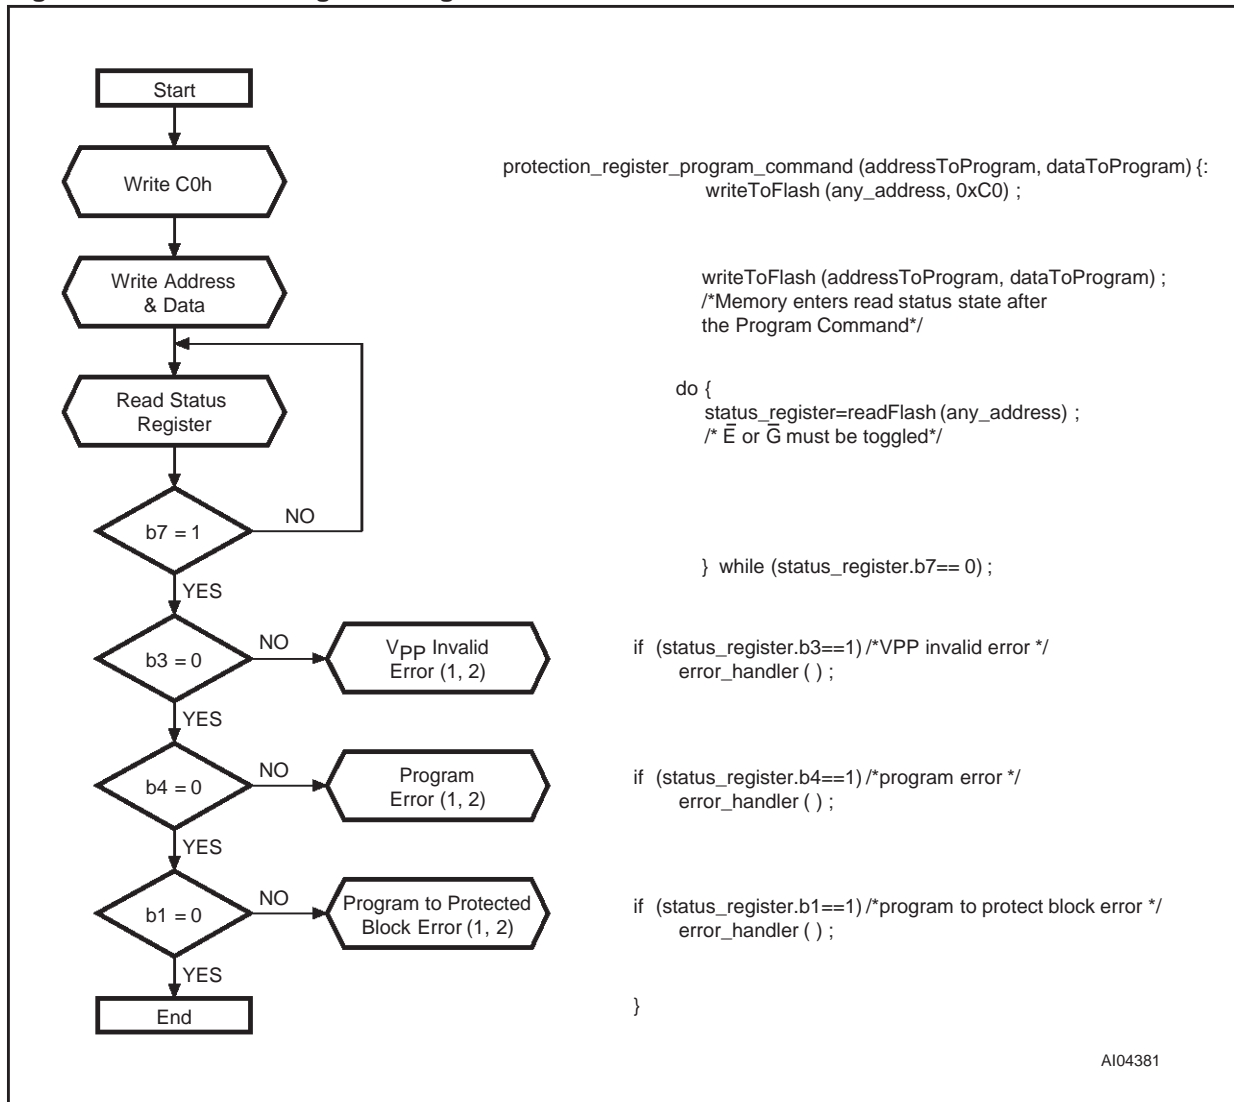 Start
Write C0h
protection_register_program_command (addressToProgram, dataToProgram) {:
writeToFlash (any_address, 0xC0) ;
Write Address
& Data
writeToFlash (addressToProgram, dataToProgram) ;
/*Memory enters read status state after
the Program Command*/
Read Status
Register
do {
status_register=readFlash (any_address) ;
/* E̅ or G̅ must be toggled*/
b7 = 1
NO
YES
} while (status_register.b7== 0) ;
b3 = 0
NO
YES
VPP Invalid
Error (1, 2)
if (status_register.b3==1) /*VPP invalid error */
error_handler ( ) ;
b4 = 0
NO
YES
Program
Error (1, 2)
if (status_register.b4==1) /*program error */
error_handler ( ) ;
b1 = 0
NO
YES
Program to Protected
Block Error (1, 2)
if (status_register.b1==1) /*program to protect block error */
error_handler ( ) ;
End
}
AI04381